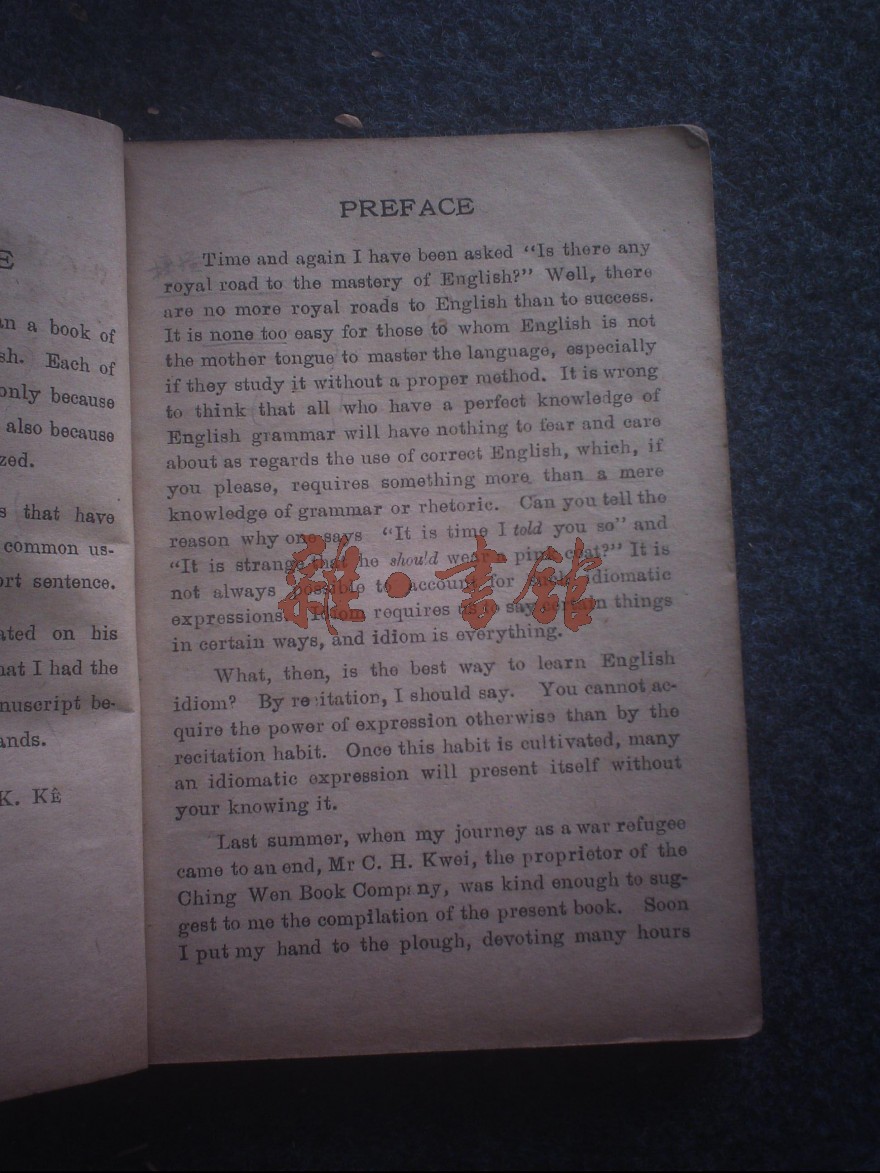 E
n a book of
sh. Each of
only because
also because
zed.
s that have
common us-
ort sentence.
ated on his
hat I had the
nuscript be-
ands.
K. KÊ
PREFACE
Time and again I have been asked "Is there any
royal road to the mastery of English?" Well, there
are no more royal roads to English than to success.
It is none too easy for those to whom English is not
the mother tongue to master the language, especially
if they study it without a proper method. It is wrong
to think that all who have a perfect knowledge of
English grammar will have nothing to fear and care
about as regards the use of correct English, which, if
you please, requires something more than a mere
knowledge of grammar or rhetoric. Can you tell the
reason why one says "It is time I told you so" and
"It is strange that he should wear a pink coat?" It is
not always possible to account for such idiomatic
expressions. Idiom requires us to say certain things
in certain ways, and idiom is everything.
What, then, is the best way to learn English
idiom? By recitation, I should say. You cannot ac-
quire the power of expression otherwise than by the
recitation habit. Once this habit is cultivated, many
an idiomatic expression will present itself without
your knowing it.
Last summer, when my journey as a war refugee
came to an end, Mr C. H. Kwei, the proprietor of the
Ching Wen Book Company, was kind enough to sug-
gest to me the compilation of the present book. Soon
I put my hand to the plough, devoting many hours
雜·書館